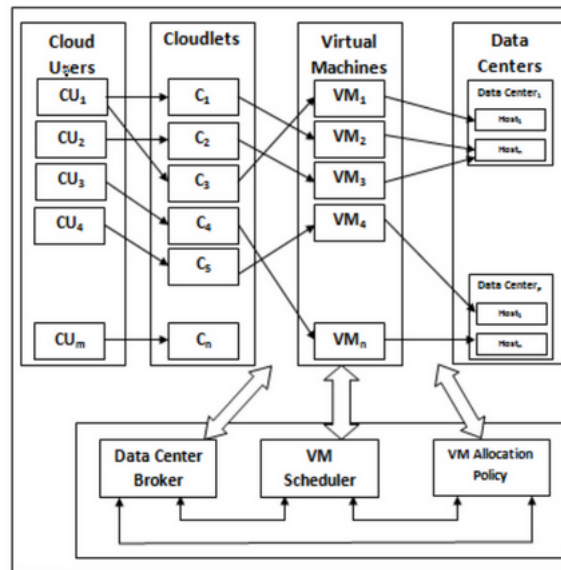 Cloud
Users
Cloudlets
Virtual
Machines
Data
Centers
CU₁
C₁
VM₁
Data Center₁
Host₁
Hostₙ
CU₂
C₂
VM₂
CU₃
C₃
VM₃
CU₄
C₄
VM₄
C₅
Data Centerₚ
Host₁
Hostₙ
CUₘ
Cₙ
VMₙ
Data Center
Broker
VM
Scheduler
VM Allocation
Policy